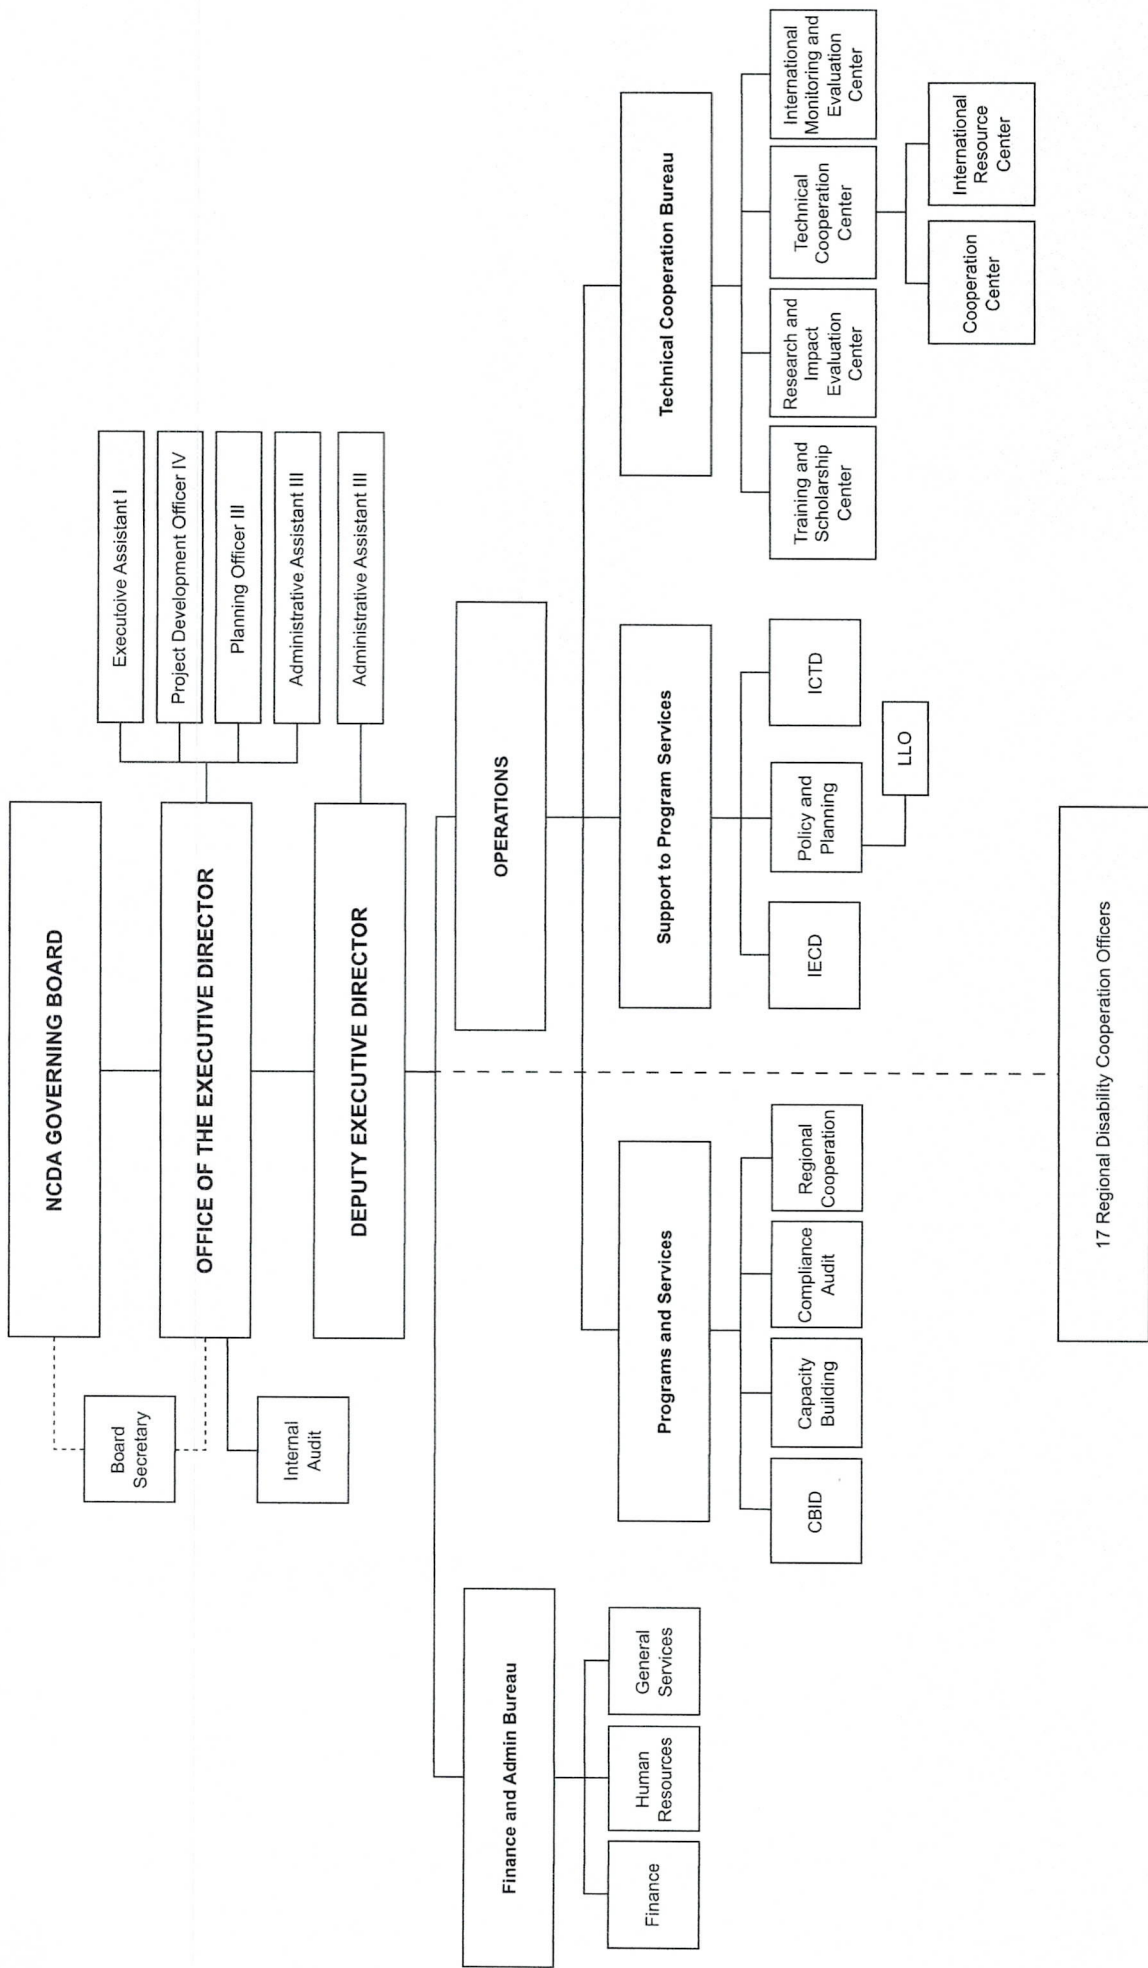 NCDA GOVERNING BOARD
Board
Secretary
OFFICE OF THE EXECUTIVE DIRECTOR
Internal
Audit
Executoive Assistant I
Project Development Officer IV
Planning Officer III
Administrative Assistant III
DEPUTY EXECUTIVE DIRECTOR
Administrative Assistant III
Finance and Admin Bureau
Finance
Human
Resources
General
Services
OPERATIONS
Programs and Services
CBID
Capacity
Building
Compliance
Audit
Regional
Cooperation
Support to Program Services
IECD
Policy and
Planning
ICTD
LLO
Technical Cooperation Bureau
Training and
Scholarship
Center
Research and
Impact
Evaluation
Center
Technical
Cooperation
Center
International
Monitoring and
Evaluation
Center
Cooperation
Center
International
Resource
Center
17 Regional Disability Cooperation Officers